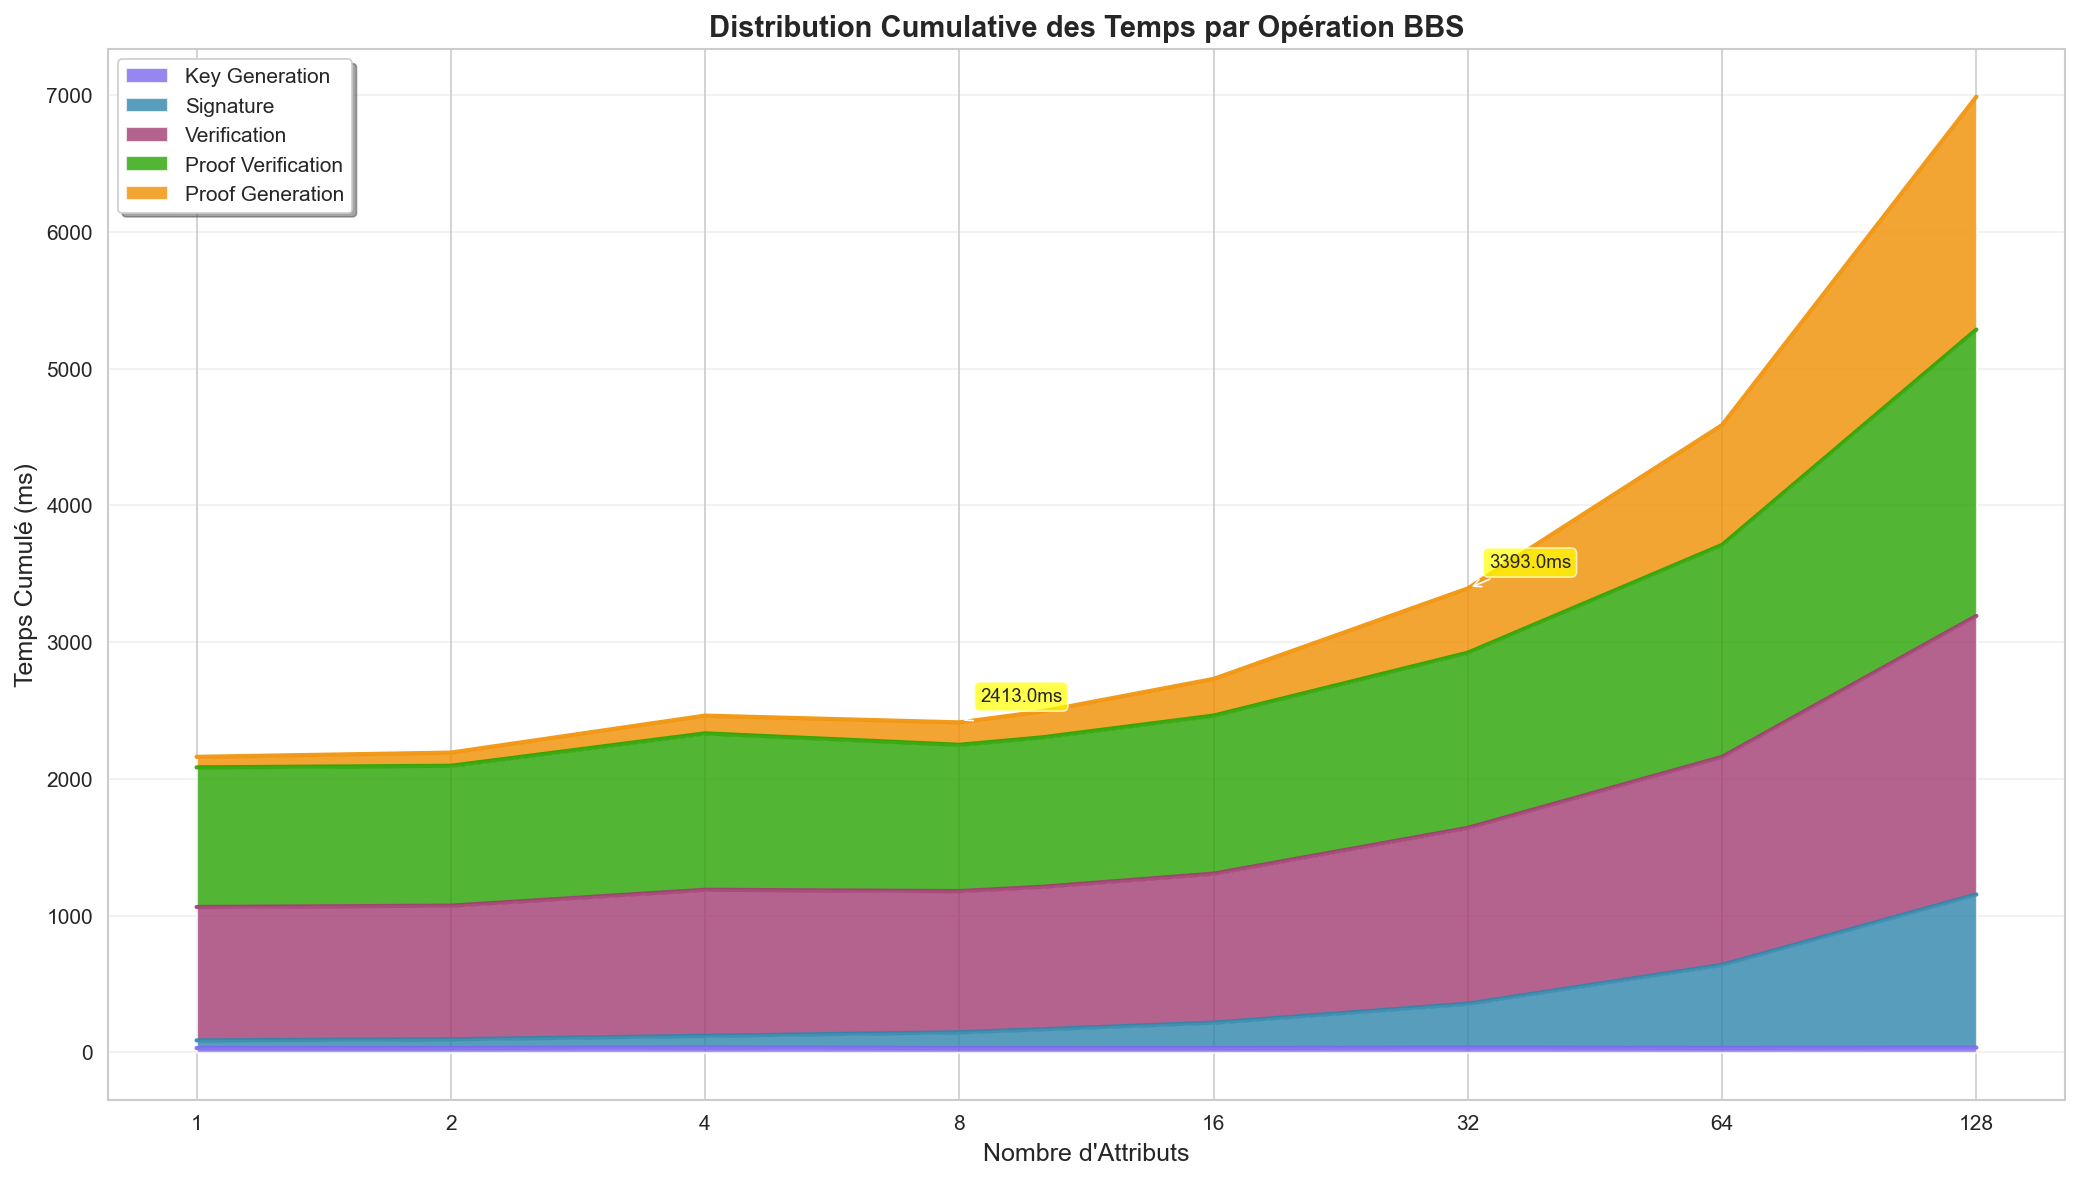 Distribution Cumulative des Temps par Opération BBS
Key Generation
Signature
Verification
Proof Verification
Proof Generation
7000
6000
5000
4000
3000
2000
1000
0
Temps Cumulé (ms)
3393.0ms
2413.0ms
1 2 4 8 16 32 64 128
Nombre d'Attributs